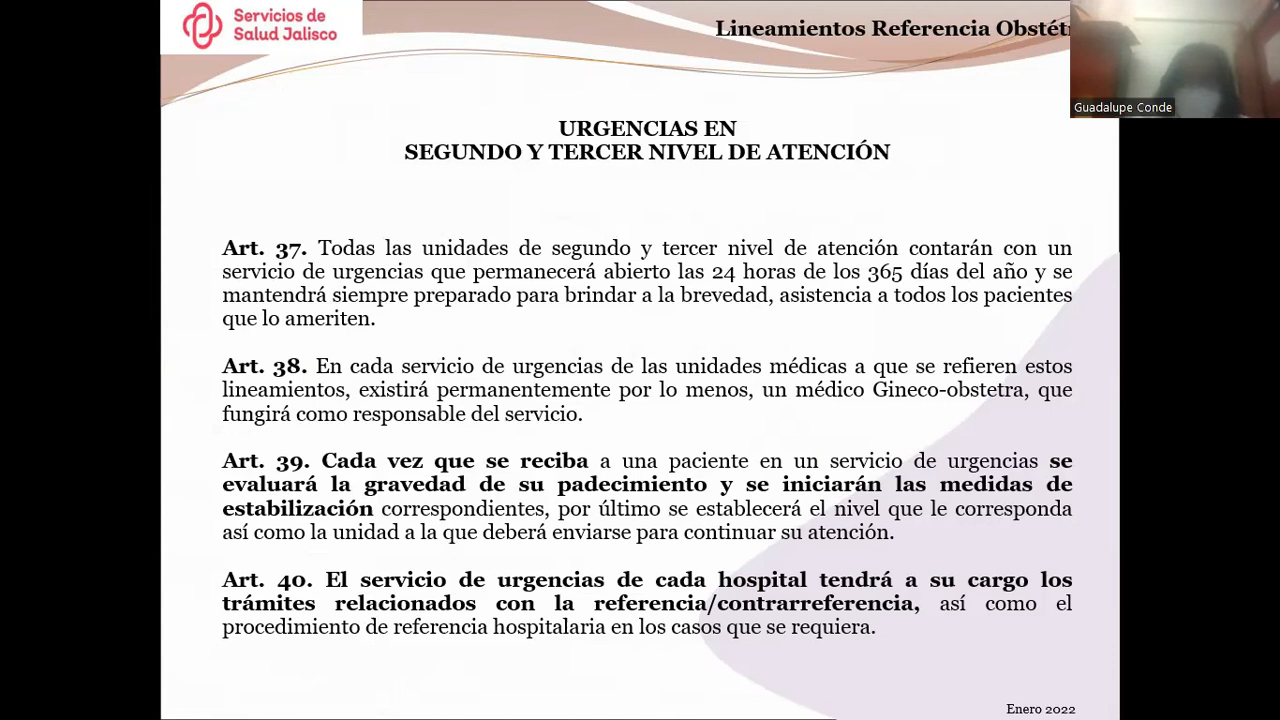 Servicios de
Salud Jalisco
Lineamientos Referencia Obstét
Guadalupe Conde
URGENCIAS EN
SEGUNDO Y TERCER NIVEL DE ATENCIÓN
Art. 37. Todas las unidades de segundo y tercer nivel de atención contarán con un
servicio de urgencias que permanecerá abierto las 24 horas de los 365 días del año y se
mantendrá siempre preparado para brindar a la brevedad, asistencia a todos los pacientes
que lo ameriten.
Art. 38. En cada servicio de urgencias de las unidades médicas a que se refieren estos
lineamientos, existirá permanentemente por lo menos, un médico Gineco-obstetra, que
fungirá como responsable del servicio.
Art. 39. Cada vez que se reciba a una paciente en un servicio de urgencias se
evaluará la gravedad de su padecimiento y se iniciarán las medidas de
estabilización correspondientes, por último se establecerá el nivel que le corresponda
así como la unidad a la que deberá enviarse para continuar su atención.
Art. 40. El servicio de urgencias de cada hospital tendrá a su cargo los
trámites relacionados con la referencia/contrarreferencia, así como el
procedimiento de referencia hospitalaria en los casos que se requiera.
Enero 2022